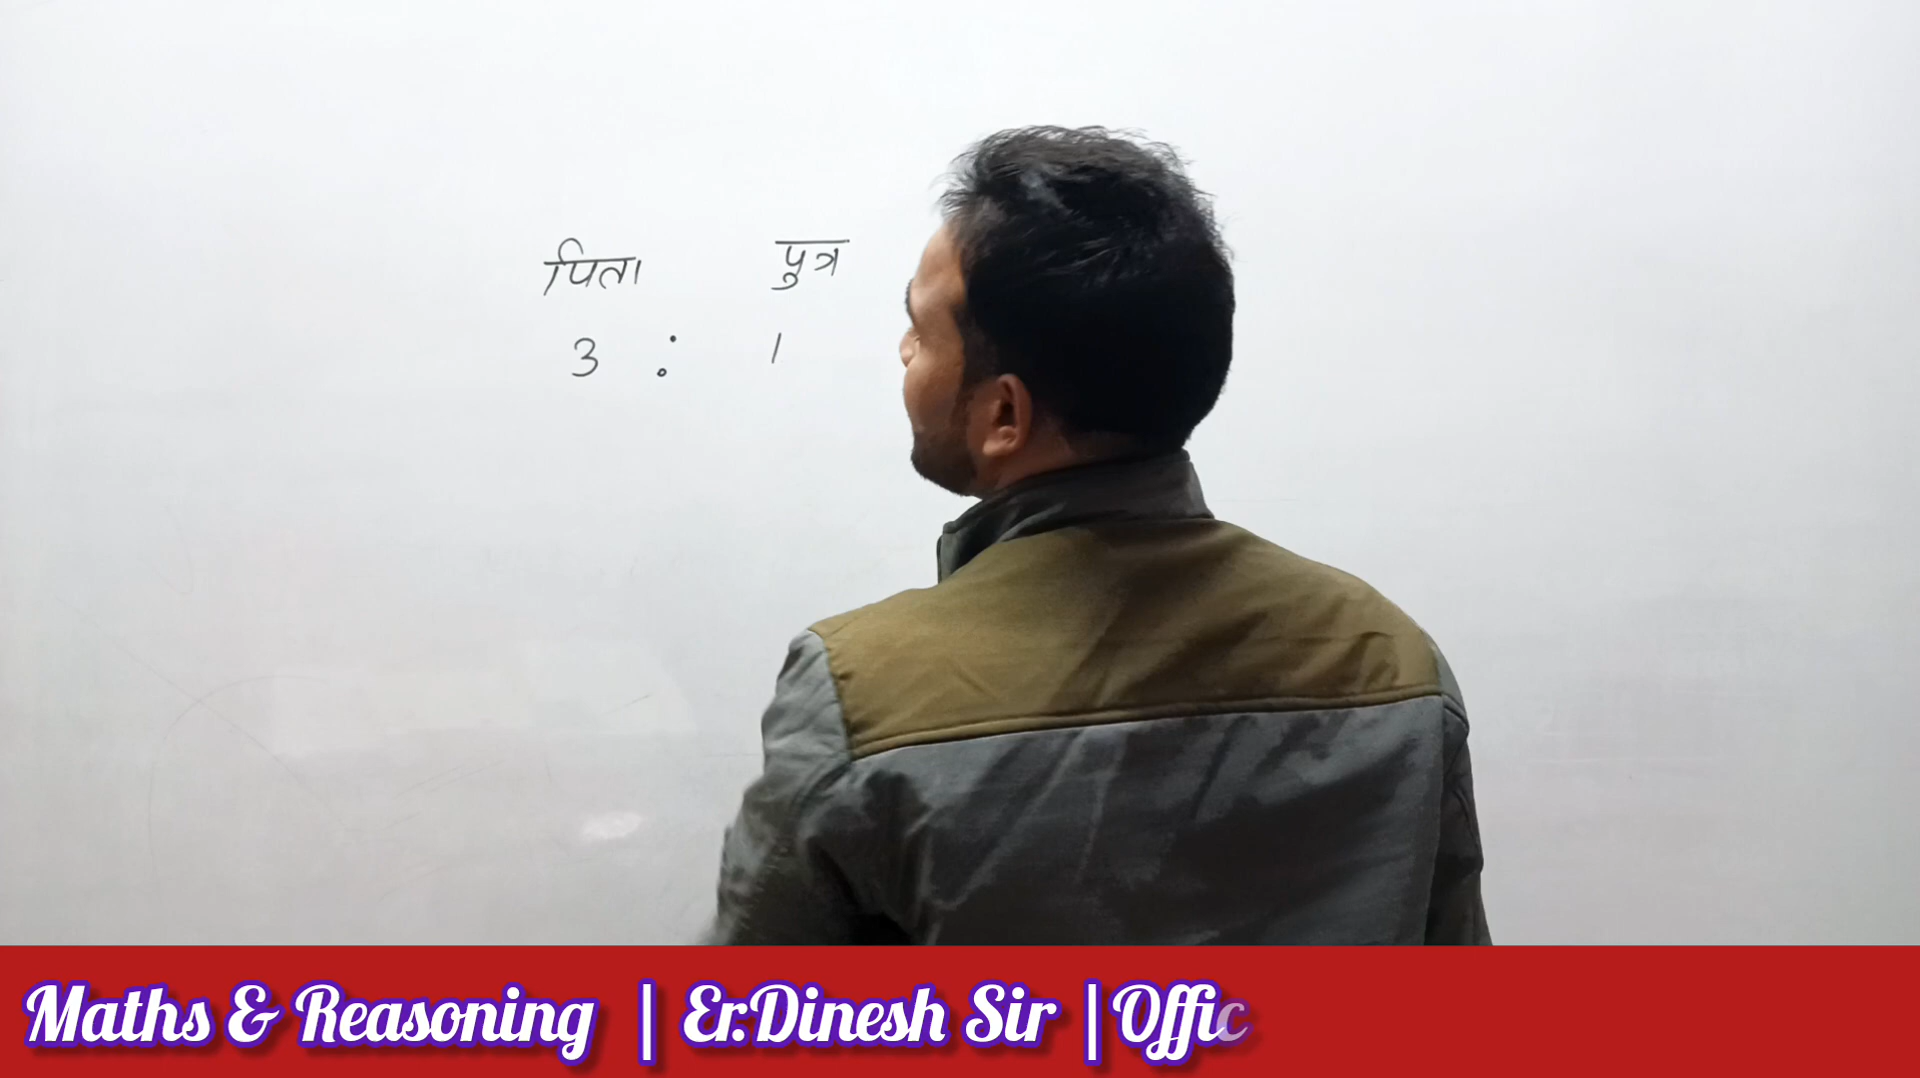 पिता पुत्र
3 : 1
Maths & Reasoning | Er.Dinesh Sir |Offic